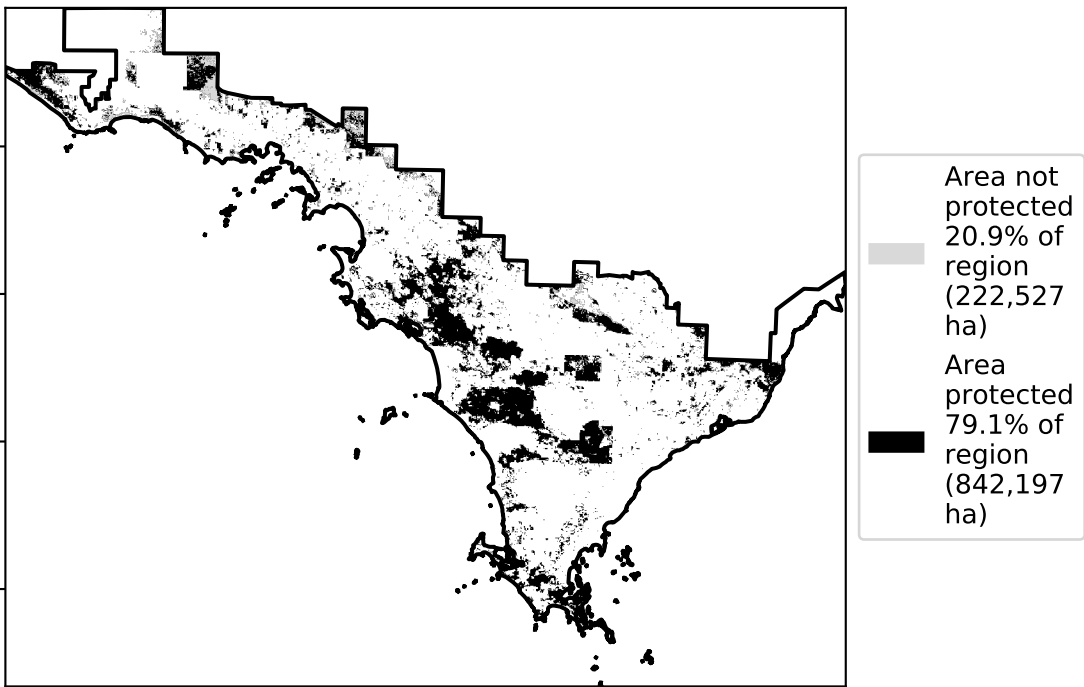 Area not
protected
20.9% of
region
(222,527
ha)
Area
protected
79.1% of
region
(842,197
ha)